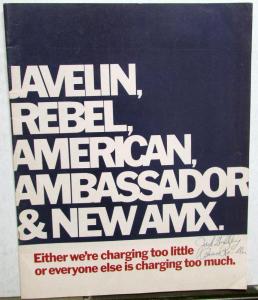 JAVELIN,
REBEL,
AMERICAN,
AMBASSADOR
& NEW AMX.
Either we're charging too little
or everyone else is charging too much.